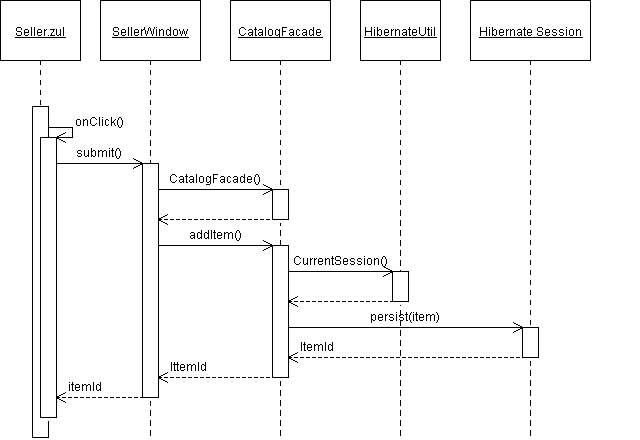 Seller.zul
SellerWindow
CatalogFacade
HibernateUtil
Hibernate Session
onClick()
submit()
CatalogFacade()
addItem()
CurrentSession()
persist(item)
ItemId
IttemId
itemId